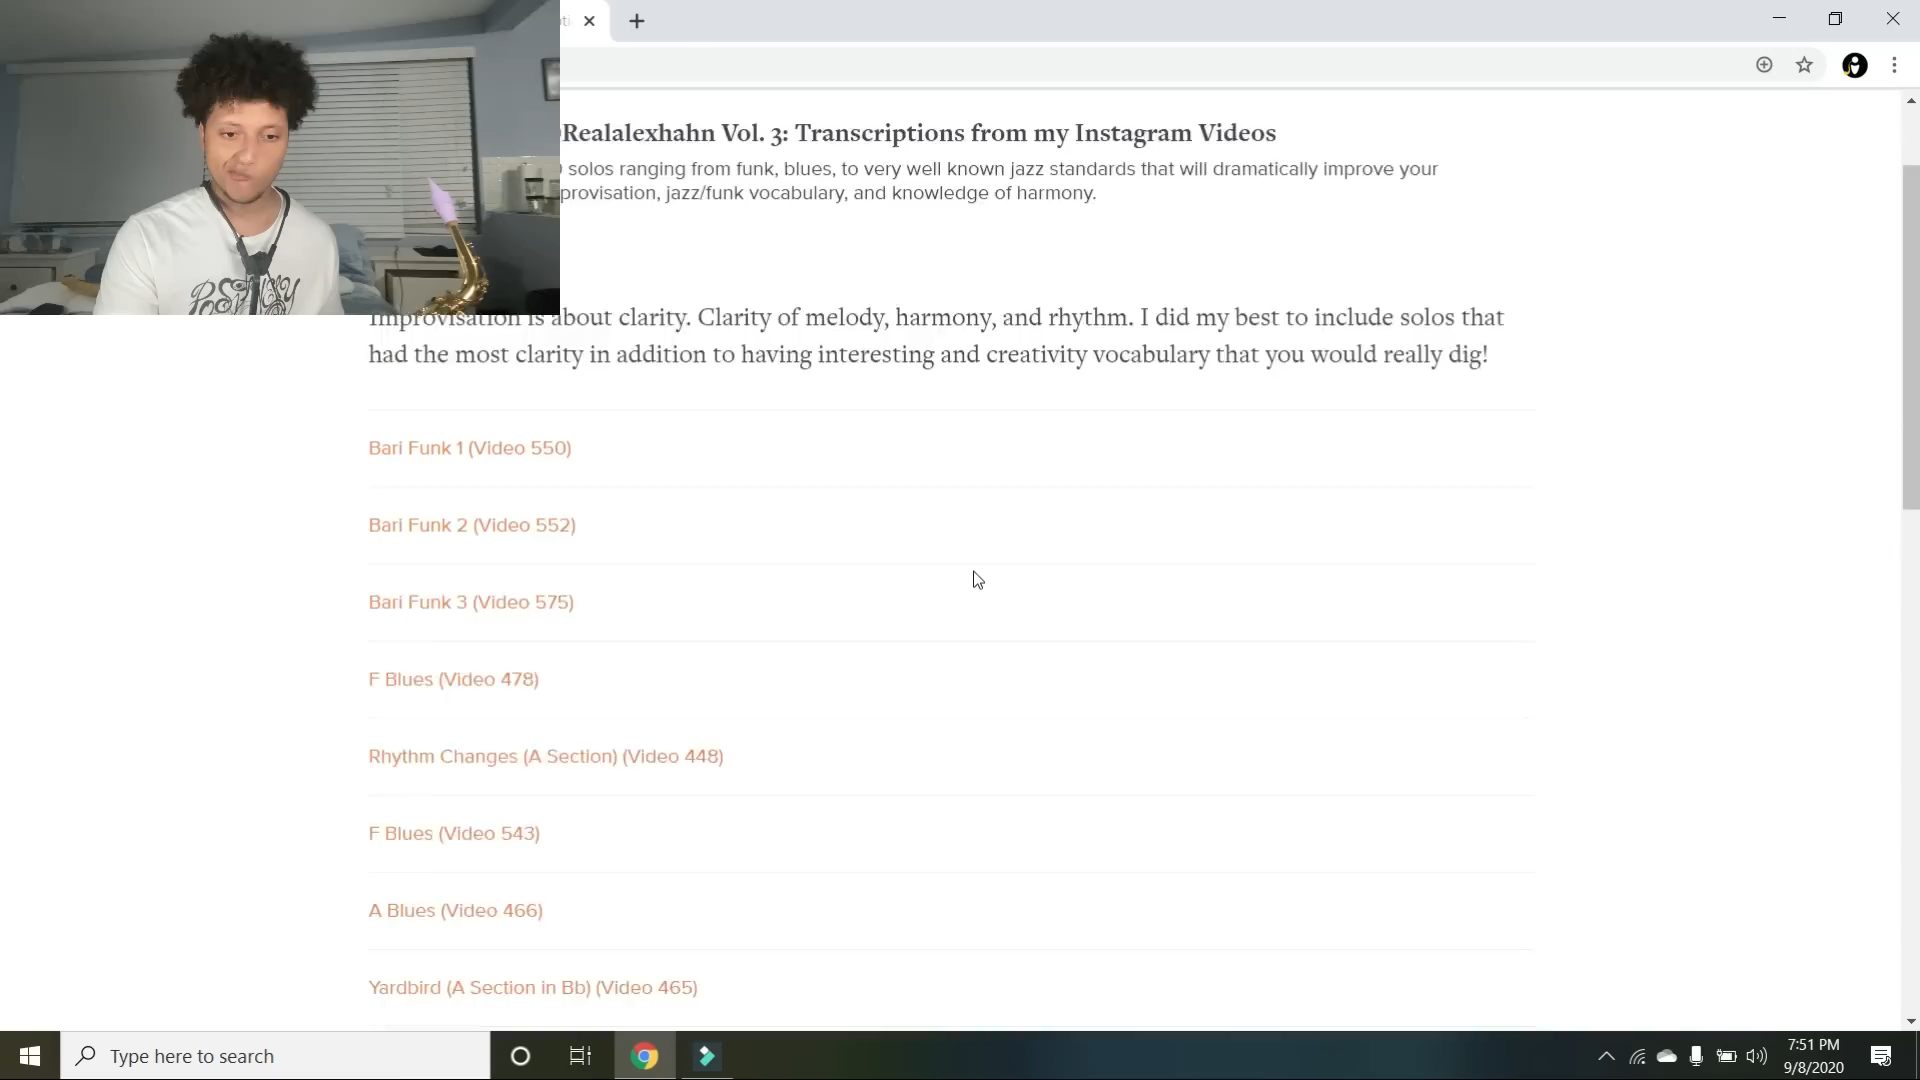 )Realalexhahn Vol. 3: Transcriptions from my Instagram Videos
) solos ranging from funk, blues, to very well known jazz standards that will dramatically improve your
provisation, jazz/funk vocabulary, and knowledge of harmony.
Improvisation is about clarity. Clarity of melody, harmony, and rhythm. I did my best to include solos that
had the most clarity in addition to having interesting and creativity vocabulary that you would really dig!
Bari Funk 1 (Video 550)
Bari Funk 2 (Video 552)
Bari Funk 3 (Video 575)
F Blues (Video 478)
Rhythm Changes (A Section) (Video 448)
F Blues (Video 543)
A Blues (Video 466)
Yardbird (A Section in Bb) (Video 465)
Type here to search
7:51 PM
9/8/2020